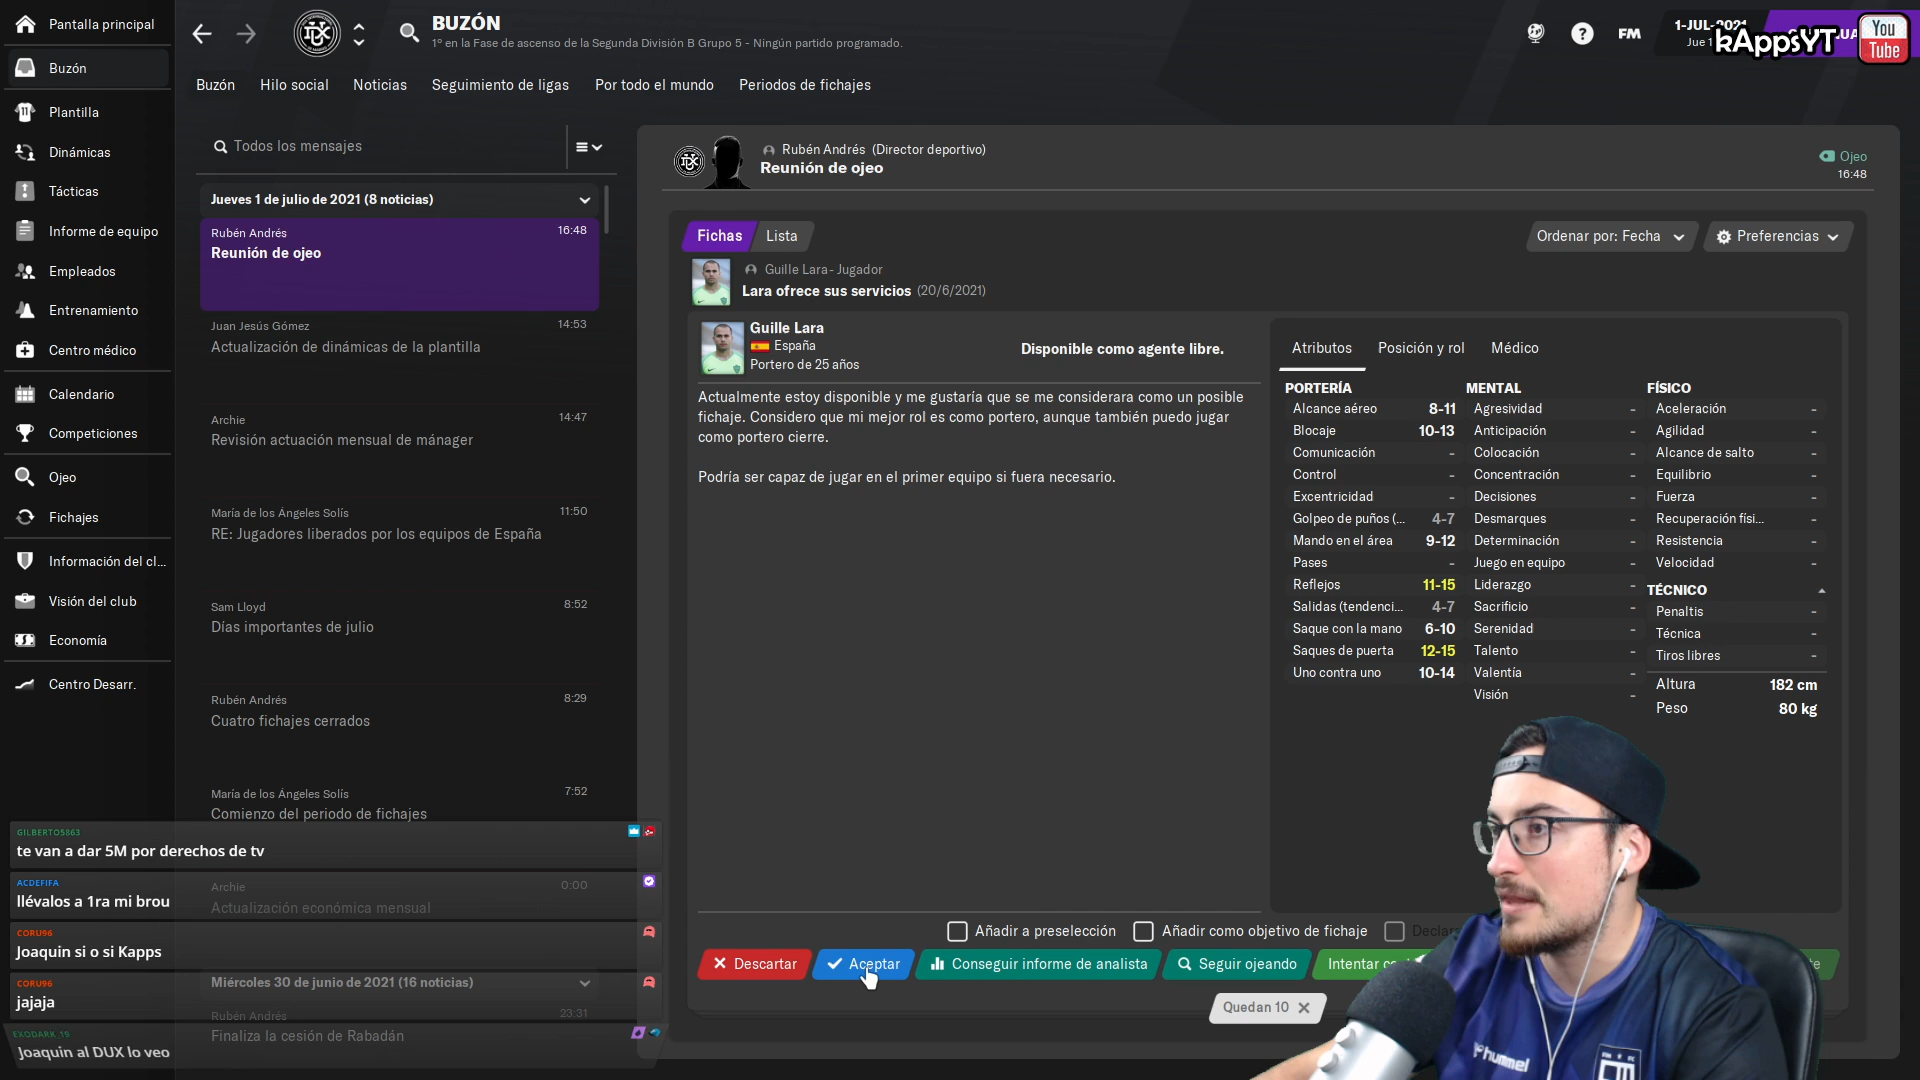 Pantalla principal
Buzón
Plantilla
Dinámicas
Tácticas
Informe de equipo
Empleados
Entrenamiento
Centro médico
Calendario
Competiciones
Ojeo
Fichajes
Información del cl...
Visión del club
Economía
Centro Desarr.
BUZÓN
1º en la Fase de ascenso de la Segunda División B Grupo 5 - Ningún partido programado.
FM
1-JUL-2021
Jue
kAppsYT
You
Tube
Buzón
Hilo social
Noticias
Seguimiento de ligas
Por todo el mundo
Periodos de fichajes
Todos los mensajes
Jueves 1 de julio de 2021 (8 noticias)
Rubén Andrés 16:48
Reunión de ojeo
Juan Jesús Gómez 14:53
Actualización de dinámicas de la plantilla
Archie 14:47
Revisión actuación mensual de mánager
María de los Ángeles Solís 11:50
RE: Jugadores liberados por los equipos de España
Sam Lloyd 8:52
Días importantes de julio
Rubén Andrés 8:29
Cuatro fichajes cerrados
María de los Ángeles Solís 7:52
Comienzo del periodo de fichajes
Archie 0:00
Actualización económica mensual
Miércoles 30 de junio de 2021 (16 noticias)
Rubén Andrés 23:31
Finaliza la cesión de Rabadán
GILBERTO5863
te van a dar 5M por derechos de tv
ACDEFIFA
llévalos a 1ra mi brou
CORU96
Joaquin si o si Kapps
CORU96
jajaja
EXODARK_19
Joaquin al DUX lo veo
Rubén Andrés (Director deportivo)
Reunión de ojeo
Ojeo
16:48
Fichas
Lista
Ordenar por: Fecha
Preferencias
Guille Lara - Jugador
Lara ofrece sus servicios (20/6/2021)
Guille Lara
España
Portero de 25 años
Disponible como agente libre.
Actualmente estoy disponible y me gustaría que se me considerara como un posible
fichaje. Considero que mi mejor rol es como portero, aunque también puedo jugar
como portero cierre.
Podría ser capaz de jugar en el primer equipo si fuera necesario.
Atributos
Posición y rol
Médico
PORTERÍA
Alcance aéreo 8-11
Blocaje 10-13
Comunicación -
Control -
Excentricidad -
Golpeo de puños (... 4-7
Mando en el área 9-12
Pases -
Reflejos 11-15
Salidas (tendenci... 4-7
Saque con la mano 6-10
Saques de puerta 12-15
Uno contra uno 10-14
MENTAL
Agresividad -
Anticipación -
Colocación -
Concentración -
Decisiones -
Desmarques -
Determinación -
Juego en equipo -
Liderazgo -
Sacrificio -
Serenidad -
Talento -
Valentía -
Visión -
FÍSICO
Aceleración -
Agilidad -
Alcance de salto -
Equilibrio -
Fuerza -
Recuperación físi... -
Resistencia -
Velocidad -
TÉCNICO
Penaltis -
Técnica -
Tiros libres -
Altura 182 cm
Peso 80 kg
Añadir a preselección
Añadir como objetivo de fichaje
Descartar
Aceptar
Conseguir informe de analista
Seguir ojeando
Intentar
Quedan 10
hummel